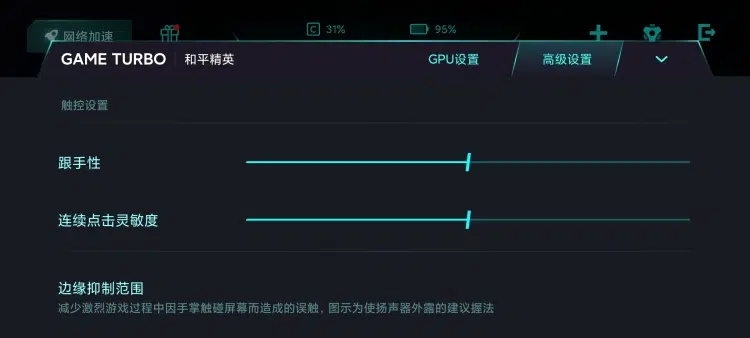 网络加速
C 31%
95%
GAME TURBO 和平精英
GPU设置
高级设置
触控设置
跟手性
连续点击灵敏度
边缘抑制范围
减少激烈游戏过程中因手掌触碰屏幕而造成的误触，图示为使扬声器外露的建议握法